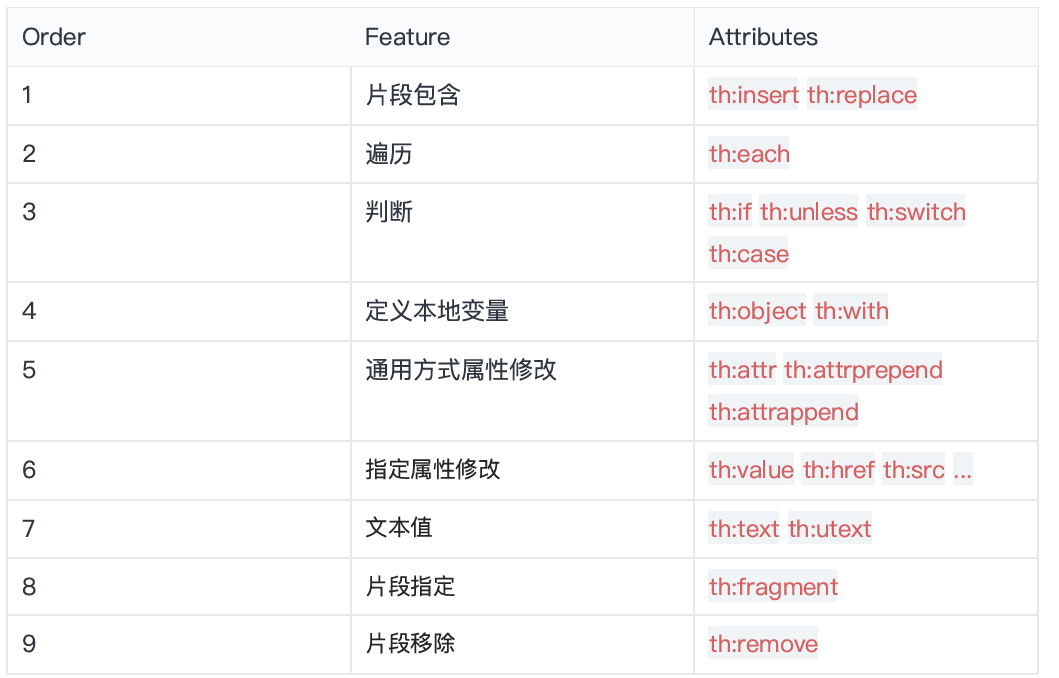 Order Feature Attributes
1 片段包含 th:insert th:replace
2 遍历 th:each
3 判断 th:if th:unless th:switch
th:case
4 定义本地变量 th:object th:with
5 通用方式属性修改 th:attr th:attrprepend
th:attrappend
6 指定属性修改 th:value th:href th:src ...
7 文本值 th:text th:utext
8 片段指定 th:fragment
9 片段移除 th:remove